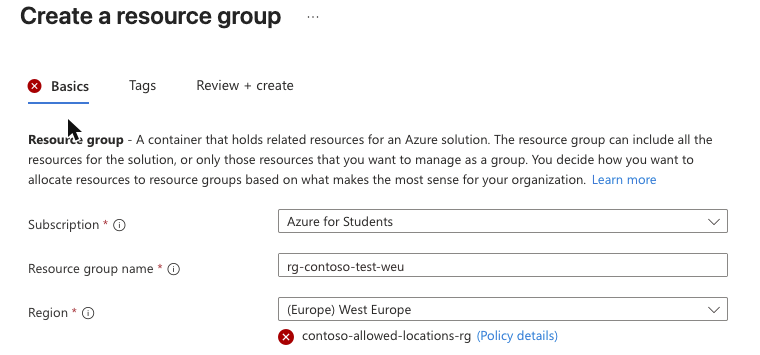 Create a resource group ...
Basics Tags Review + create
Resource group - A container that holds related resources for an Azure solution. The resource group can include all the
resources for the solution, or only those resources that you want to manage as a group. You decide how you want to
allocate resources to resource groups based on what makes the most sense for your organization. Learn more
Subscription * Azure for Students
Resource group name * rg-contoso-test-weu
Region * (Europe) West Europe
contoso-allowed-locations-rg (Policy details)